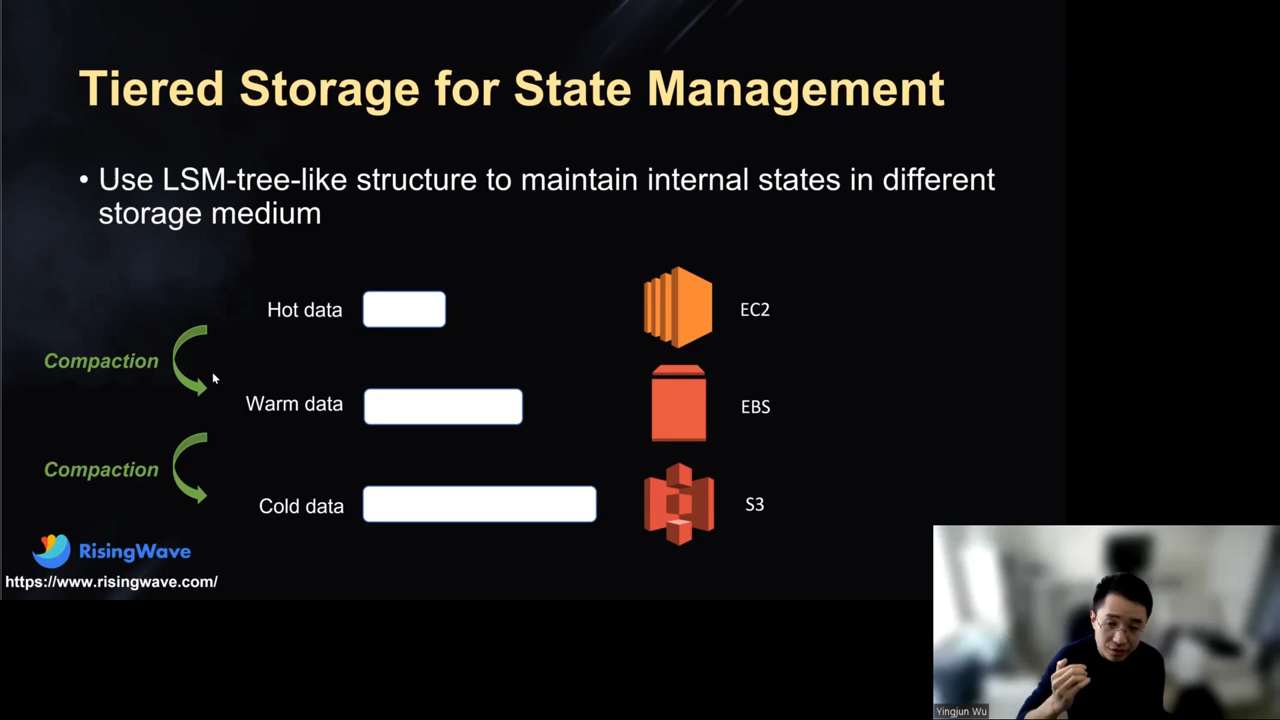 Tiered Storage for State Management
• Use LSM-tree-like structure to maintain internal states in different
storage medium
Hot data
EC2
Compaction
Warm data
EBS
Compaction
Cold data
S3
RisingWave
https://www.risingwave.com/
Yingjun Wu